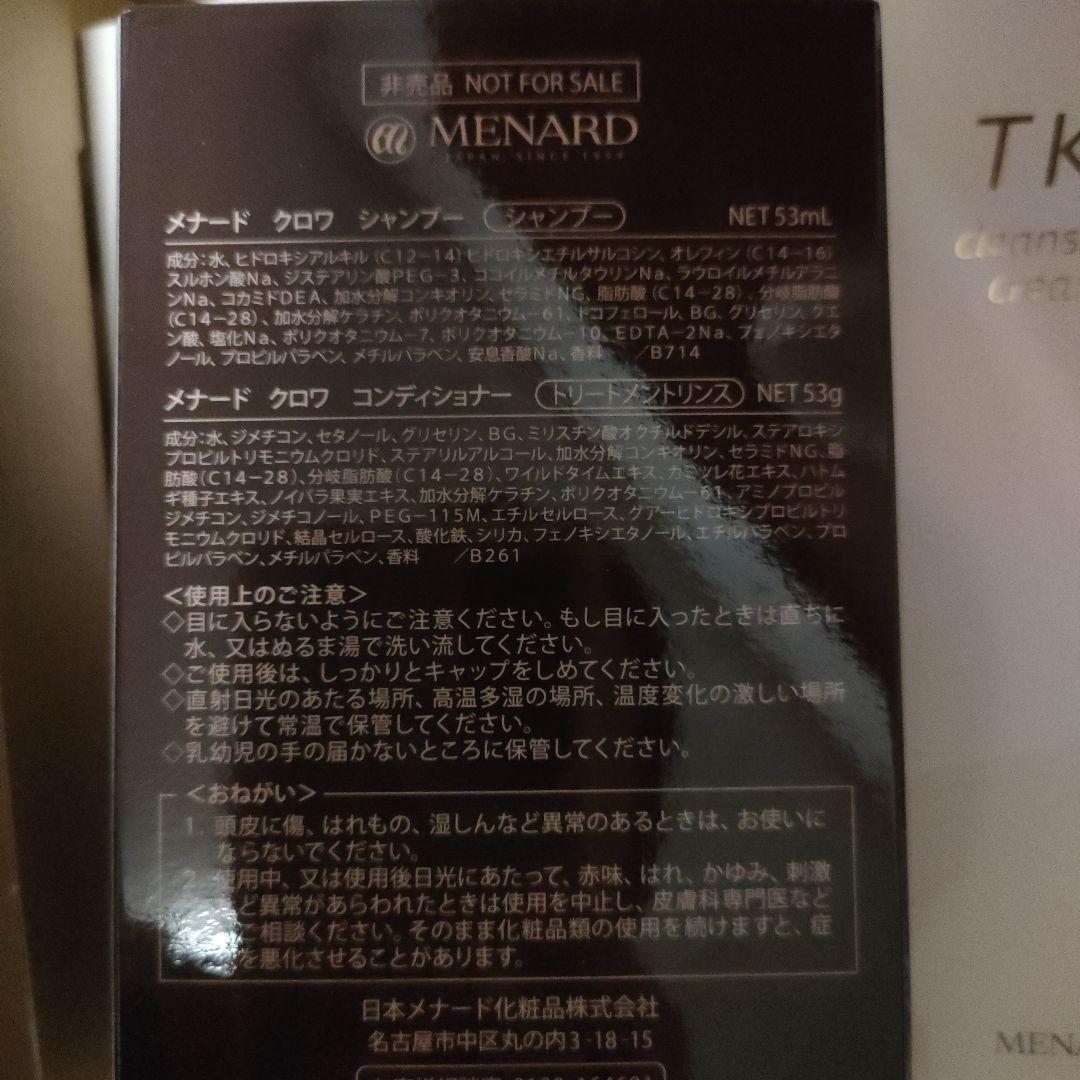 非売品 NOT FOR SALE
MENARD
JAPAN, SINCE 1959
メナード クロワ シャンプー シャンプー NET 53mL
成分：水、ヒドロキシアルキル（C12−14）ヒドロキシエチルサルコシン、オレフィン（C14−16）
スルホン酸Na、ジステアリン酸PEG−3、ココイルメチルタウリンNa、ラウロイルメチルアラニ
ンNa、コカミドDEA、加水分解コンキオリン、セラミドNG、脂肪酸（C14−28）、分岐脂肪酸
（C14−28）、加水分解ケラチン、ポリクオタニウム−61、トコフェロール、BG、グリセリン、クエ
ン酸、塩化Na、ポリクオタニウム−7、ポリクオタニウム−10、EDTA−2Na、フェノキシエタ
ノール、プロピルパラベン、メチルパラベン、安息香酸Na、香料 ／B714
メナード クロワ コンディショナー トリートメントリンス NET 53g
成分：水、ジメチコン、セタノール、グリセリン、BG、ミリスチン酸オクチルドデシル、ステアロキシ
プロピルトリモニウムクロリド、ステアリルアルコール、加水分解コンキオリン、セラミドNG、脂
肪酸（C14−28）、分岐脂肪酸（C14−28）、ワイルドタイムエキス、カミツレ花エキス、ハトム
ギ種子エキス、ノイバラ果実エキス、加水分解ケラチン、ポリクオタニウム−61、アミノプロピル
ジメチコン、ジメチコノール、PEG−115M、エチルセルロース、グアーヒドロキシプロピルトリ
モニウムクロリド、結晶セルロース、酸化鉄、シリカ、フェノキシエタノール、エチルパラベン、プロ
ピルパラベン、メチルパラベン、香料 ／B261
＜使用上のご注意＞
◇目に入らないようにご注意ください。もし目に入ったときは直ちに
水、又はぬるま湯で洗い流してください。
◇ご使用後は、しっかりとキャップをしめてください。
◇直射日光のあたる場所、高温多湿の場所、温度変化の激しい場所
を避けて常温で保管してください。
◇乳幼児の手の届かないところに保管してください。
＜おねがい＞
1. 頭皮に傷、はれもの、湿しんなど異常のあるときは、お使いに
ならないでください。
2. 使用中、又は使用後日光にあたって、赤味、はれ、かゆみ、刺激
ど異常があらわれたときは使用を中止し、皮膚科専門医など
ご相談ください。そのまま化粧品類の使用を続けますと、症
を悪化させることがあります。
日本メナード化粧品株式会社
名古屋市中区丸の内3-18-15
TK
cleans
crea
MENA